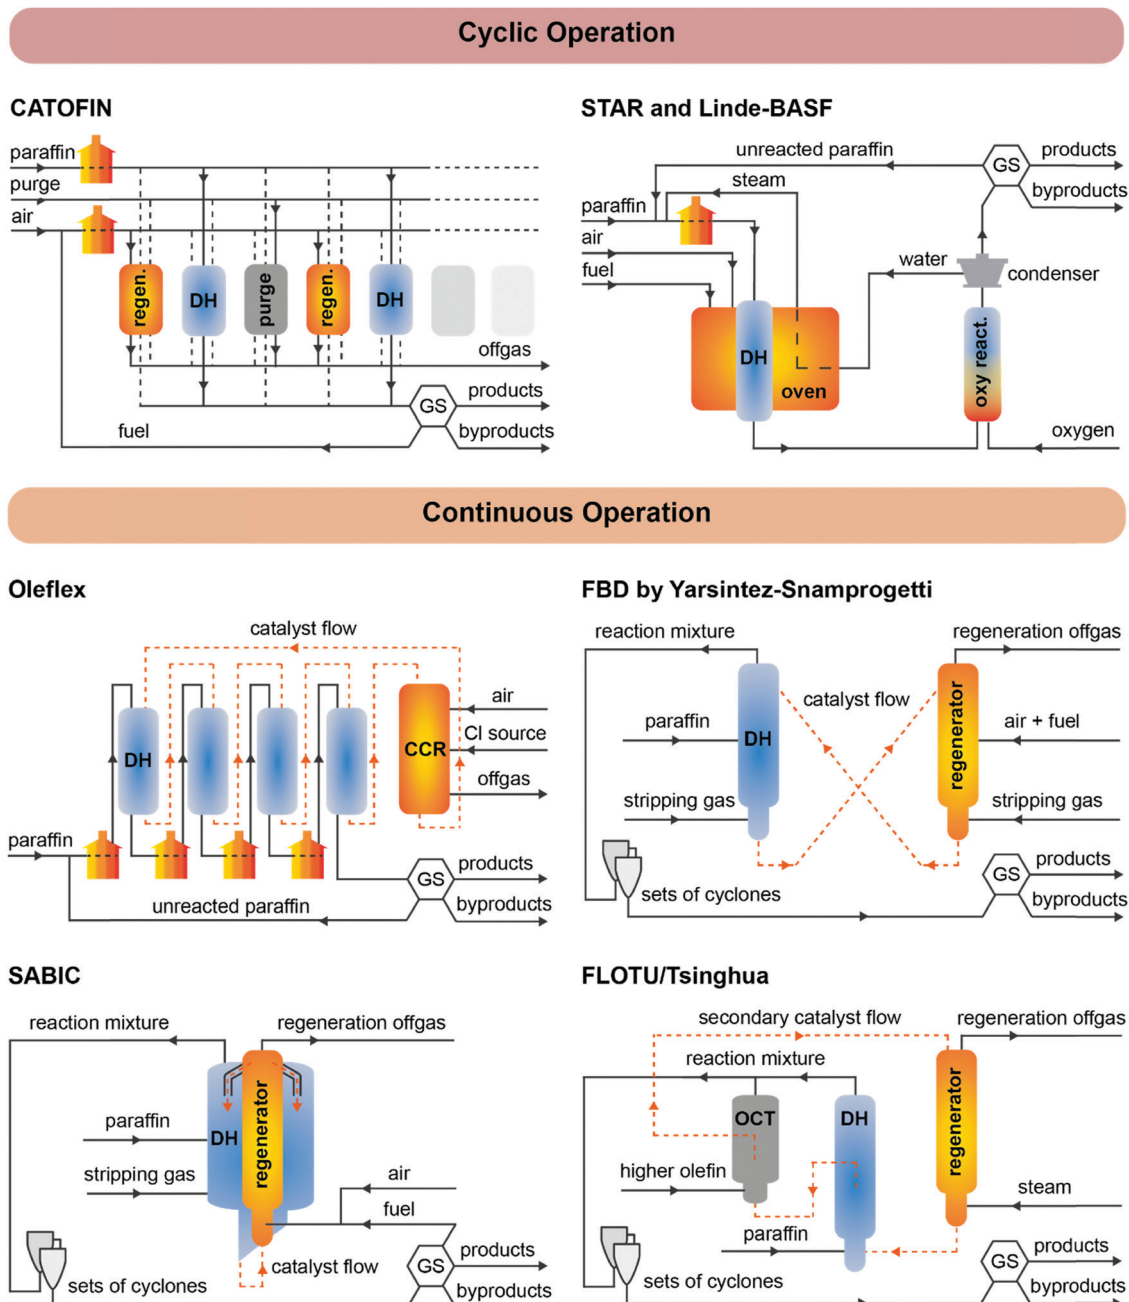 Cyclic Operation
CATOFIN
paraffin
purge
air
regen.
DH
purge
regen.
DH
offgas
products
GS
byproducts
fuel
STAR and Linde-BASF
unreacted paraffin
GS
products
byproducts
steam
paraffin
air
fuel
water
condenser
DH
oven
oxy react.
oxygen
Continuous Operation
Oleflex
catalyst flow
DH
CCR
air
Cl source
offgas
paraffin
products
GS
byproducts
unreacted paraffin
FBD by Yarsintez-Snamprogetti
reaction mixture
regeneration offgas
catalyst flow
paraffin
DH
regenerator
air + fuel
stripping gas
stripping gas
sets of cyclones
products
GS
byproducts
SABIC
reaction mixture
regeneration offgas
paraffin
DH
regenerator
stripping gas
air
fuel
catalyst flow
sets of cyclones
products
GS
byproducts
FLOTU/Tsinghua
secondary catalyst flow
regeneration offgas
reaction mixture
OCT
DH
regenerator
higher olefin
steam
paraffin
sets of cyclones
products
GS
byproducts